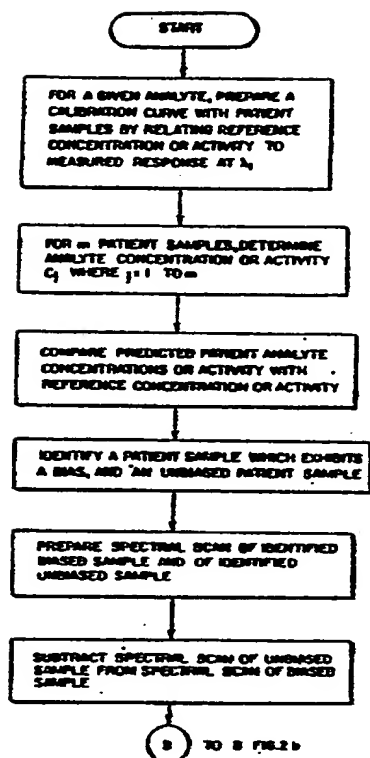 START
FOR A GIVEN ANALYTE, PREPARE A
CALIBRATION CURVE WITH PATIENT
SAMPLES BY RELATING REFERENCE
CONCENTRATION OR ACTIVITY TO
MEASURED RESPONSE AT λ₁
FOR m PATIENT SAMPLES, DETERMINE
ANALYTE CONCENTRATION OR ACTIVITY
Cj WHERE j = 1 TO m
COMPARE PREDICTED PATIENT ANALYTE
CONCENTRATIONS OR ACTIVITY WITH
REFERENCE CONCENTRATION OR ACTIVITY
IDENTIFY A PATIENT SAMPLE WHICH EXHIBITS
A BIAS, AND AN UNBIASED PATIENT SAMPLE
PREPARE SPECTRAL SCAN OF IDENTIFIED
BIASED SAMPLE AND OF IDENTIFIED
UNBIASED SAMPLE
SUBTRACT SPECTRAL SCAN OF UNBIASED
SAMPLE FROM SPECTRAL SCAN OF BIASED
SAMPLE
B TO B FIG.2b